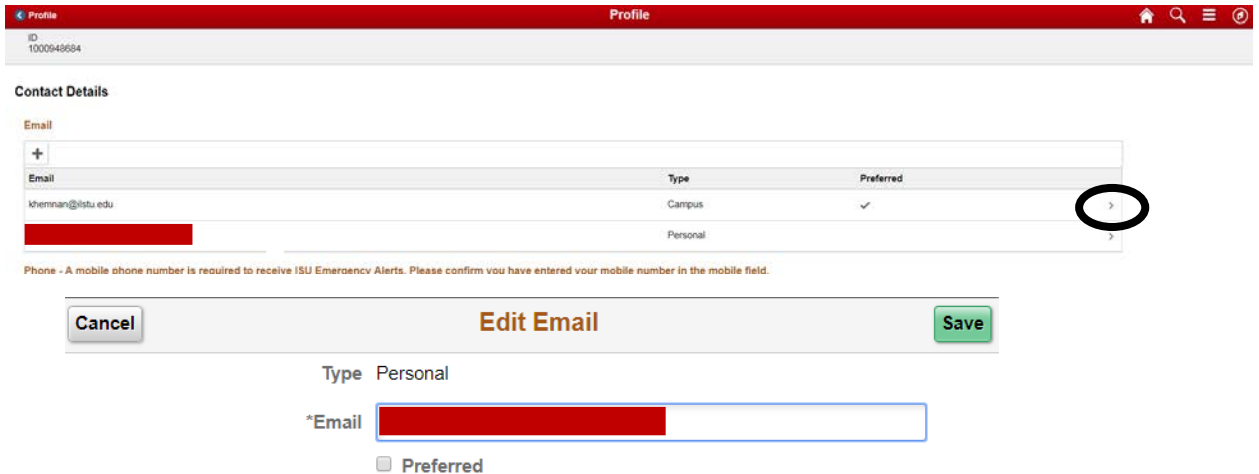 Profile Profile
ID
1000948684
Contact Details
Email
+
Email Type Preferred
khemnan@ilstu.edu Campus ✓ >
Personal >
Phone - A mobile phone number is required to receive ISU Emergency Alerts. Please confirm you have entered your mobile number in the mobile field.
Cancel Edit Email Save
Type Personal
*Email
Preferred